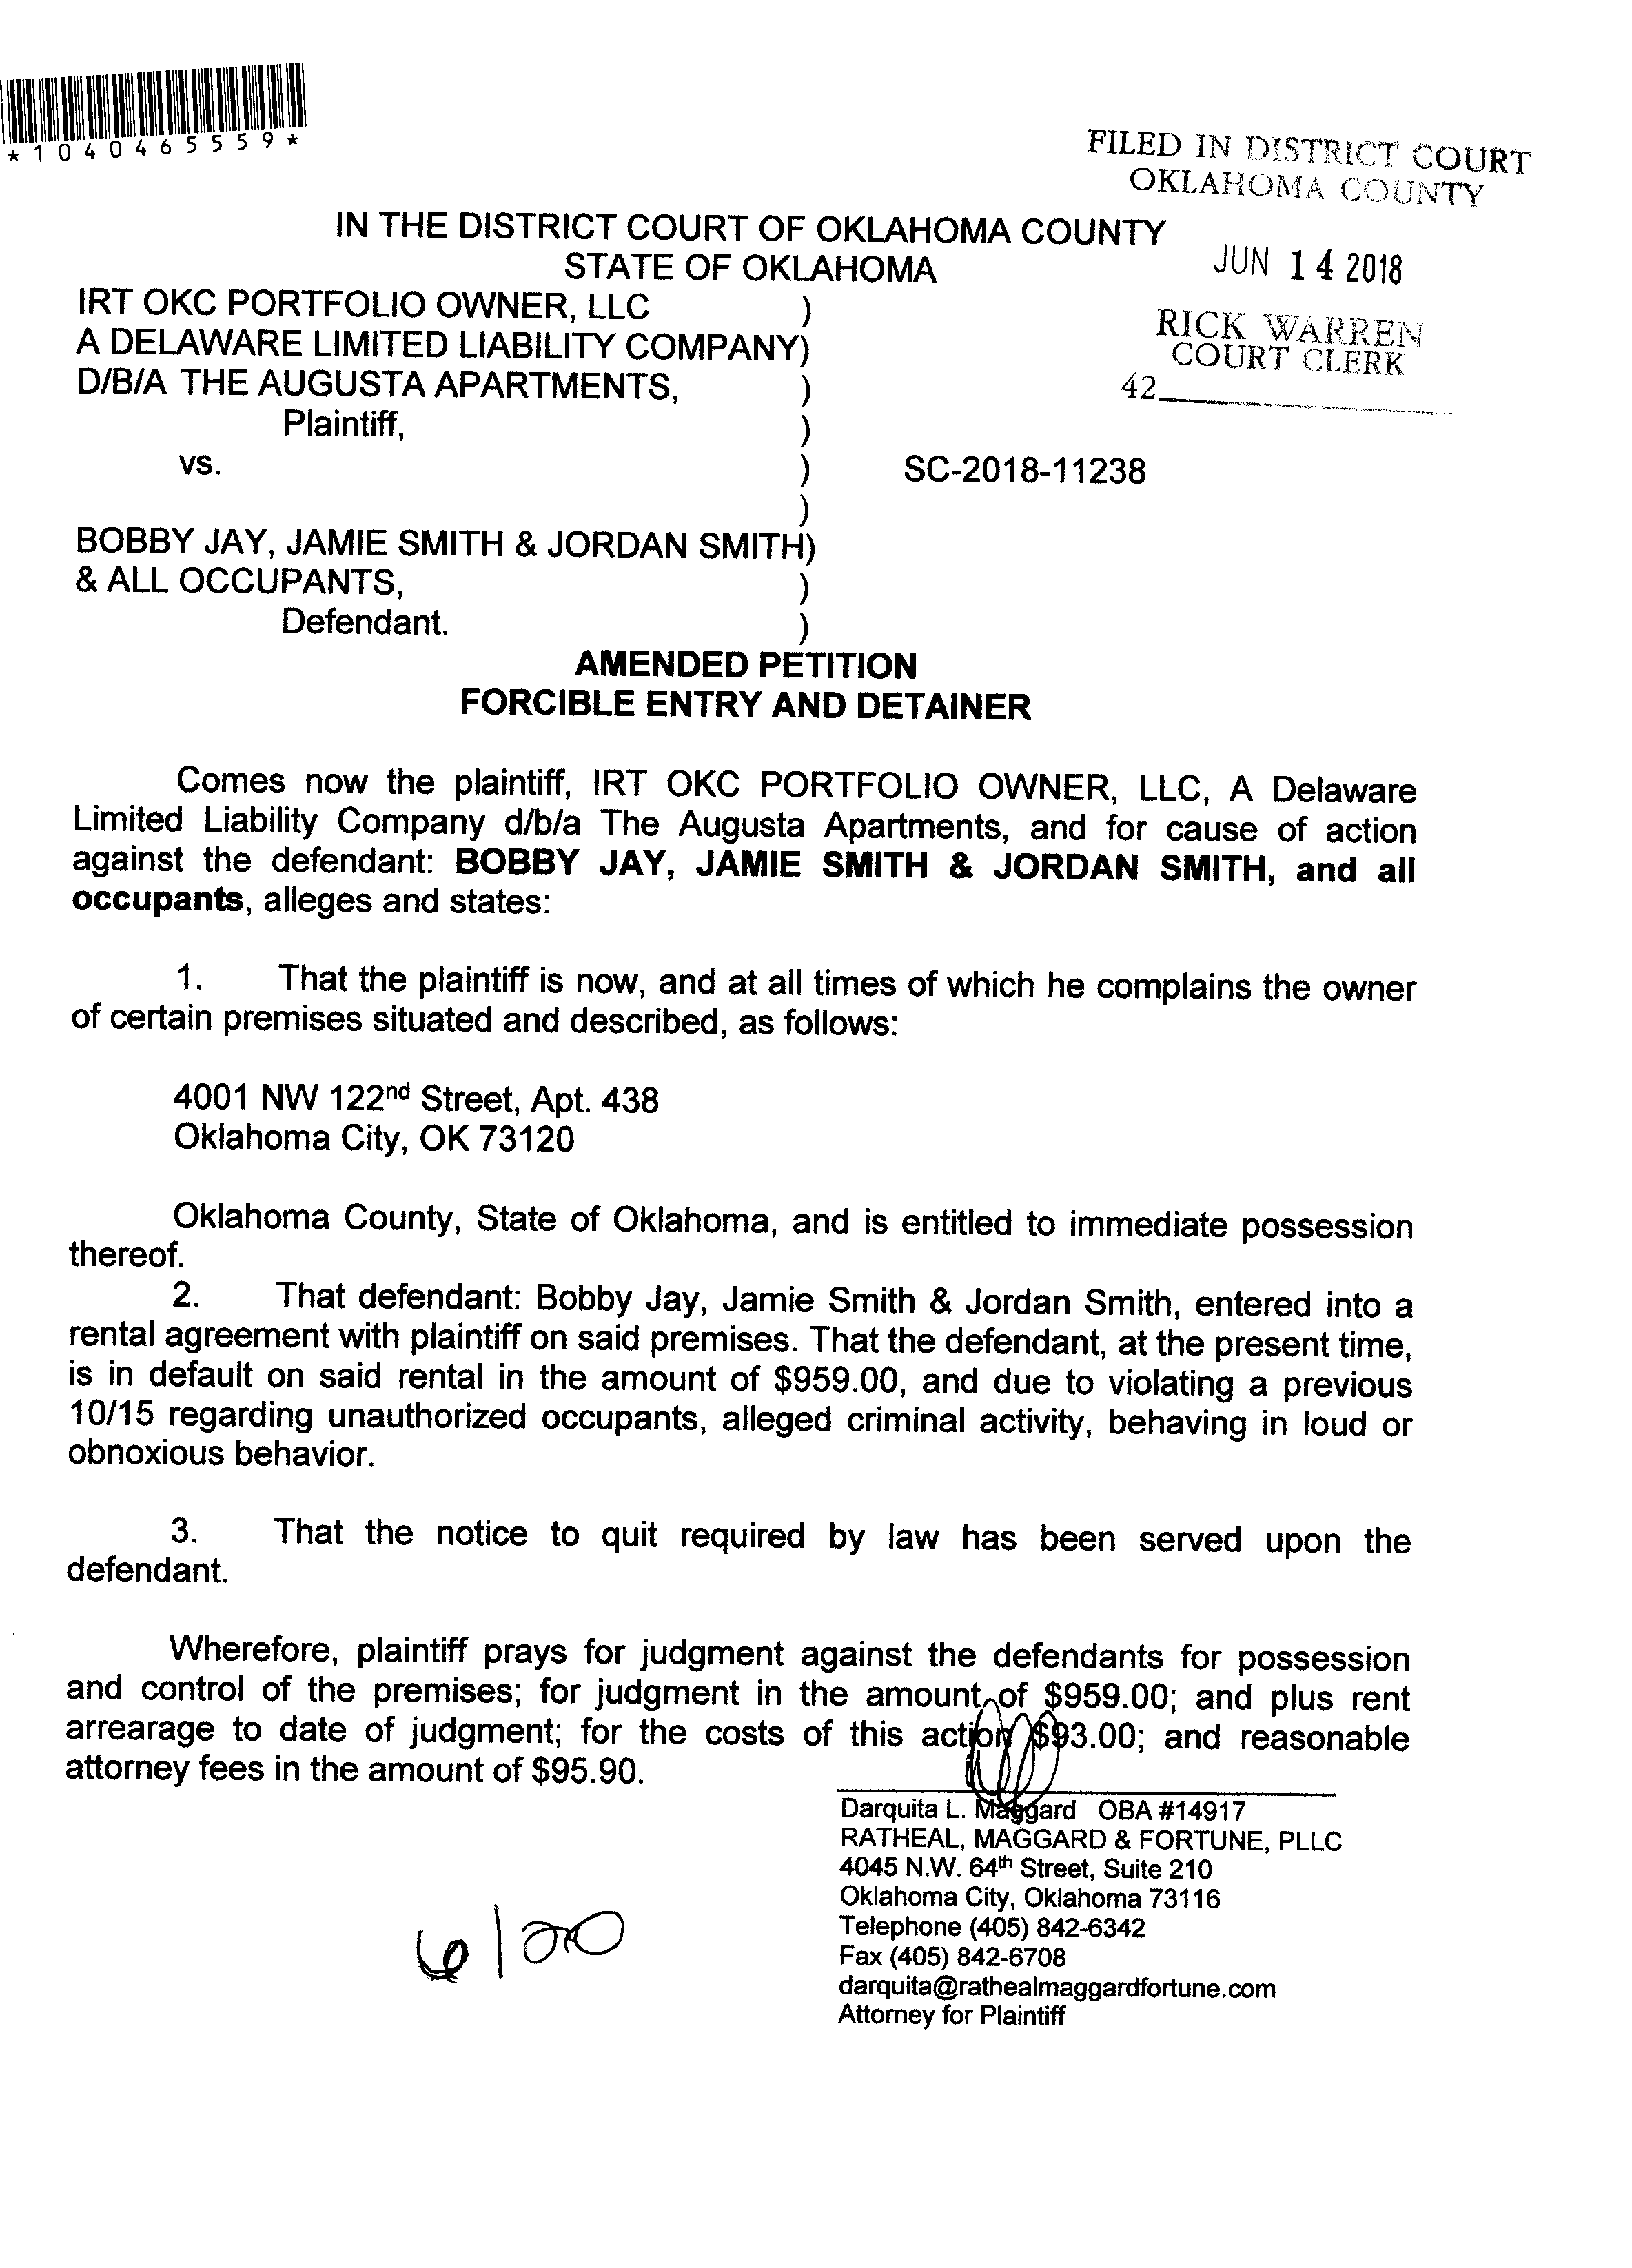 *1040465559*
FILED IN DISTRICT COURT
OKLAHOMA COUNTY
IN THE DISTRICT COURT OF OKLAHOMA COUNTY
STATE OF OKLAHOMA
JUN 14 2018
IRT OKC PORTFOLIO OWNER, LLC )
A DELAWARE LIMITED LIABILITY COMPANY)
D/B/A THE AUGUSTA APARTMENTS, )
RICK WARREN
COURT CLERK
42
Plaintiff, )
vs. ) SC-2018-11238
)
BOBBY JAY, JAMIE SMITH & JORDAN SMITH)
& ALL OCCUPANTS, )
Defendant. )
AMENDED PETITION
FORCIBLE ENTRY AND DETAINER
Comes now the plaintiff, IRT OKC PORTFOLIO OWNER, LLC, A Delaware
Limited Liability Company d/b/a The Augusta Apartments, and for cause of action
against the defendant: BOBBY JAY, JAMIE SMITH & JORDAN SMITH, and all
occupants, alleges and states:
1. That the plaintiff is now, and at all times of which he complains the owner
of certain premises situated and described, as follows:
4001 NW 122nd Street, Apt. 438
Oklahoma City, OK 73120
Oklahoma County, State of Oklahoma, and is entitled to immediate possession
thereof.
2. That defendant: Bobby Jay, Jamie Smith & Jordan Smith, entered into a
rental agreement with plaintiff on said premises. That the defendant, at the present time,
is in default on said rental in the amount of $959.00, and due to violating a previous
10/15 regarding unauthorized occupants, alleged criminal activity, behaving in loud or
obnoxious behavior.
3. That the notice to quit required by law has been served upon the
defendant.
Wherefore, plaintiff prays for judgment against the defendants for possession
and control of the premises; for judgment in the amount of $959.00; and plus rent
arrearage to date of judgment; for the costs of this action $93.00; and reasonable
attorney fees in the amount of $95.90.
Darquita L. Maggard OBA #14917
RATHEAL, MAGGARD & FORTUNE, PLLC
4045 N.W. 64th Street, Suite 210
Oklahoma City, Oklahoma 73116
Telephone (405) 842-6342
Fax (405) 842-6708
darquita@rathealmaggardfortune.com
Attorney for Plaintiff
6/20